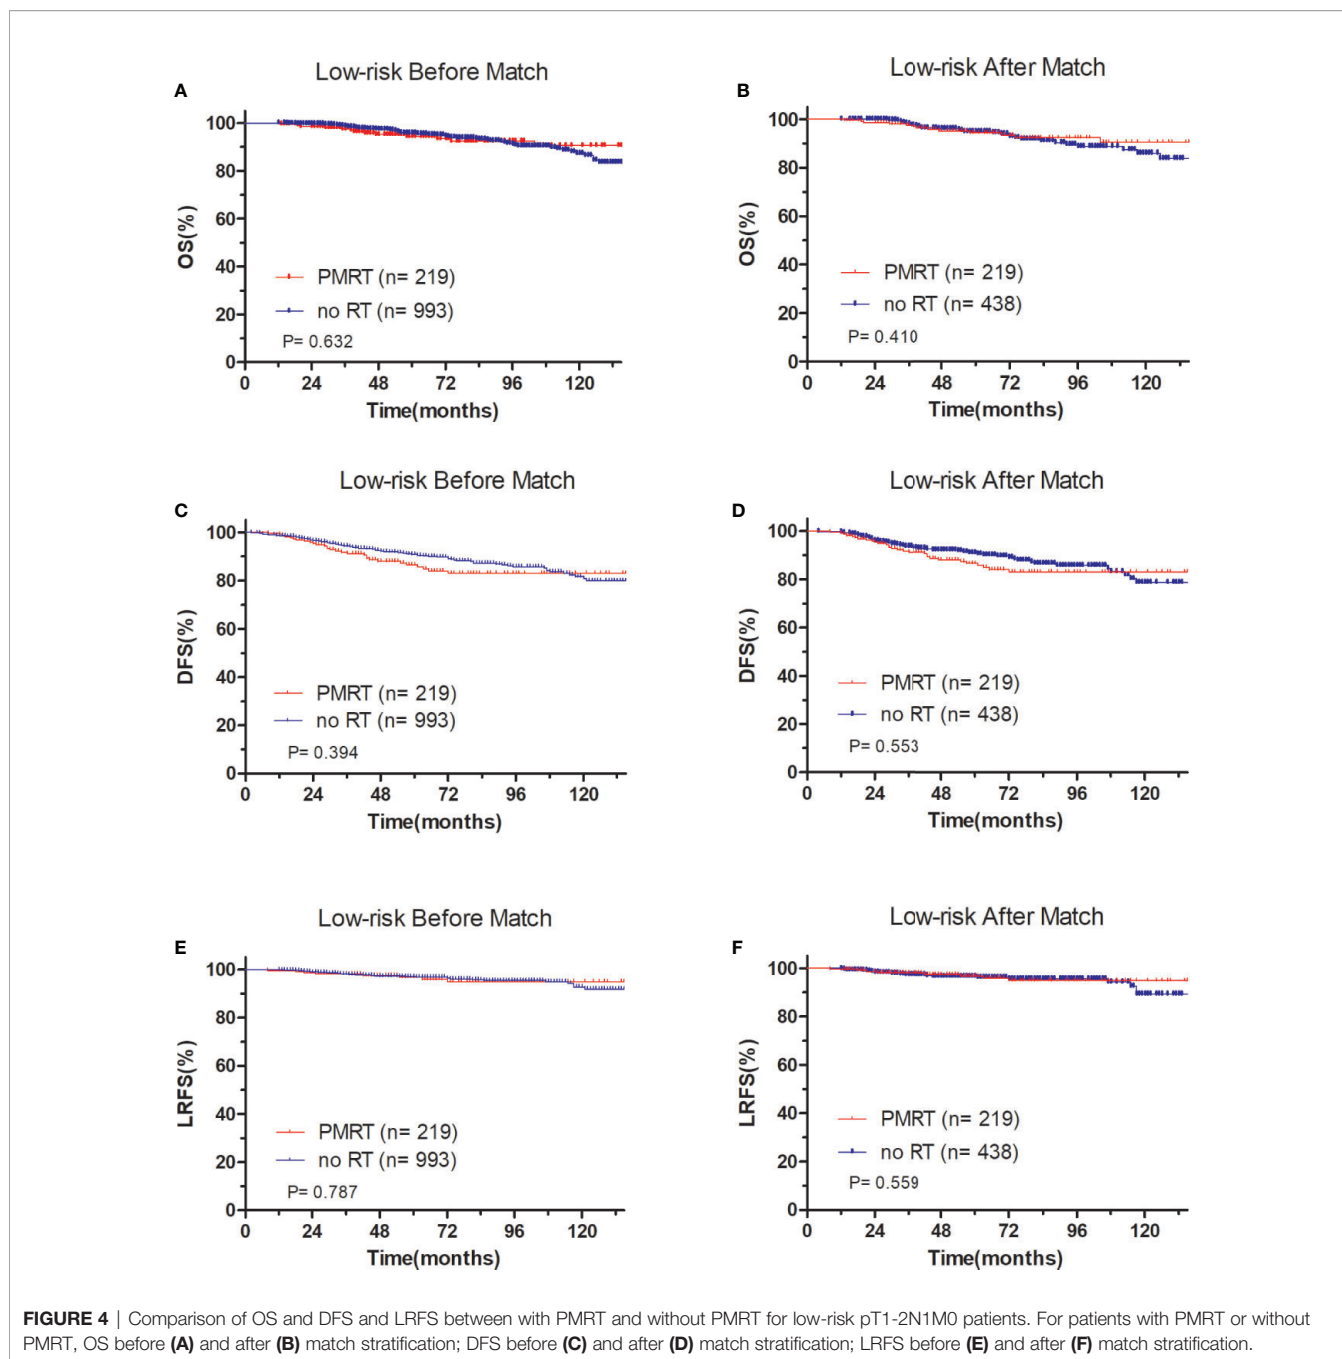 Low-risk Before Match
A
100
80
60
40
20
0
OS(%)
PMRT (n= 219)
no RT (n= 993)
P= 0.632
0 24 48 72 96 120
Time(months)
Low-risk After Match
B
100
80
60
40
20
0
OS(%)
PMRT (n= 219)
no RT (n= 438)
P= 0.410
0 24 48 72 96 120
Time(months)
Low-risk Before Match
C
100
80
60
40
20
0
DFS(%)
PMRT (n= 219)
no RT (n= 993)
P= 0.394
0 24 48 72 96 120
Time(months)
Low-risk After Match
D
100
80
60
40
20
0
DFS(%)
PMRT (n= 219)
no RT (n= 438)
P= 0.553
0 24 48 72 96 120
Time(months)
Low-risk Before Match
E
100
80
60
40
20
0
LRFS(%)
PMRT (n= 219)
no RT (n= 993)
P= 0.787
0 24 48 72 96 120
Time(months)
Low-risk After Match
F
100
80
60
40
20
0
LRFS(%)
PMRT (n= 219)
no RT (n= 438)
P= 0.559
0 24 48 72 96 120
Time(months)
FIGURE 4 | Comparison of OS and DFS and LRFS between with PMRT and without PMRT for low-risk pT1-2N1M0 patients. For patients with PMRT or without
PMRT, OS before (A) and after (B) match stratification; DFS before (C) and after (D) match stratification; LRFS before (E) and after (F) match stratification.